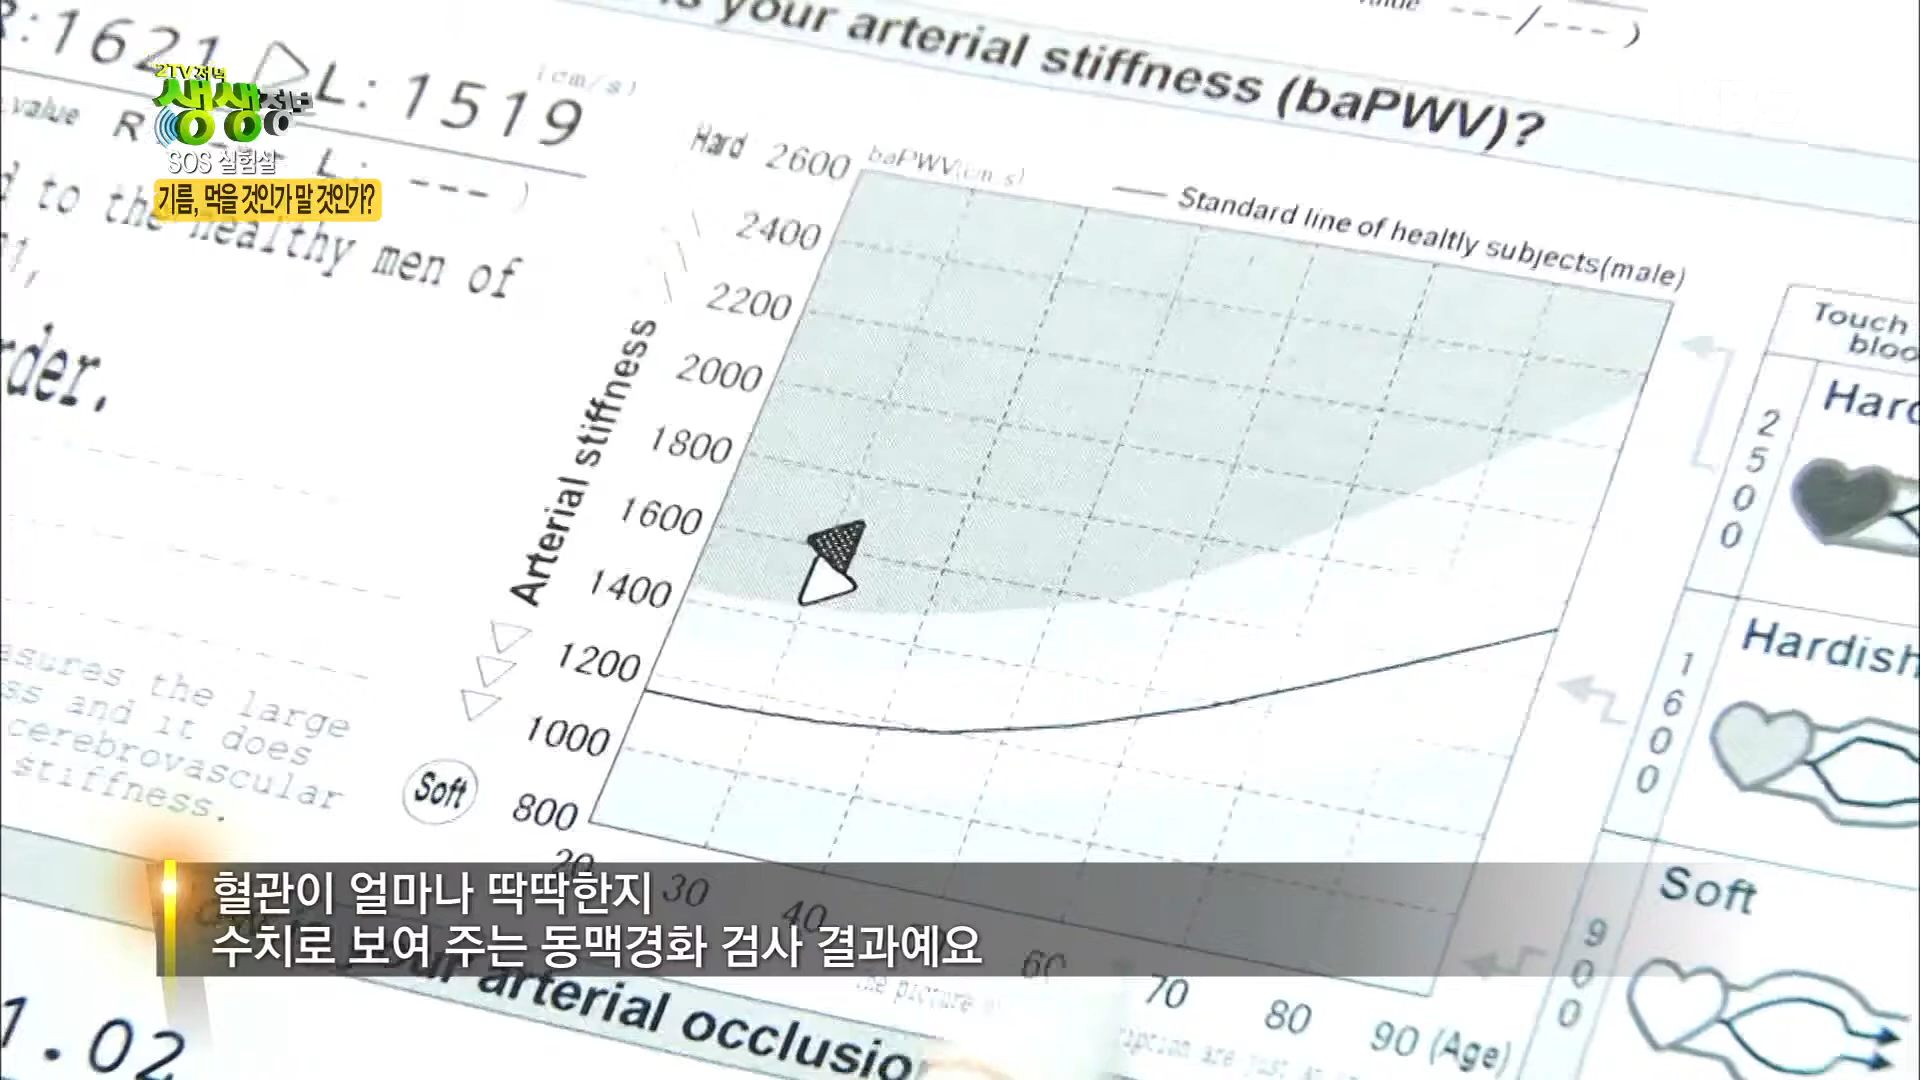 R:1621 L:1519
(cm/s)
value R L: --- )
d to the healthy men of
rder.
asures the large
ss and it does
cerebrovascular
stiffness.
is your arterial stiffness (baPWV)?
---/--- )
Hard
baPWV(cm/s)
Standard line of healtly subjects(male)
Arterial stiffness
2600
2400
2200
2000
1800
1600
1400
1200
1000
800
Soft
20 30 40 60 70 80 90 (Age)
the picture
your arterial occlusio
1.02
Touch
bloo
Hard
2500
Hardish
1600
Soft
900
2TV 저녁
생생정보
SOS 실험실
기름, 먹을 것인가 말 것인가?
혈관이 얼마나 딱딱한지
수치로 보여 주는 동맥경화 검사 결과예요